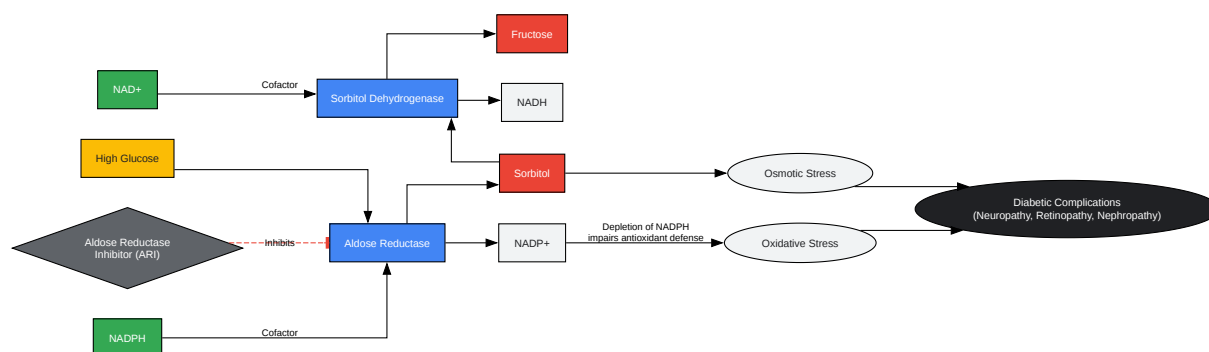 Fructose
NAD+
Cofactor
Sorbitol Dehydrogenase
NADH
High Glucose
Sorbitol
Osmotic Stress
Diabetic Complications
(Neuropathy, Retinopathy, Nephropathy)
Aldose Reductase
Inhibitor (ARI)
Inhibits
Aldose Reductase
NADP+
Depletion of NADPH
impairs antioxidant defense
Oxidative Stress
NADPH
Cofactor